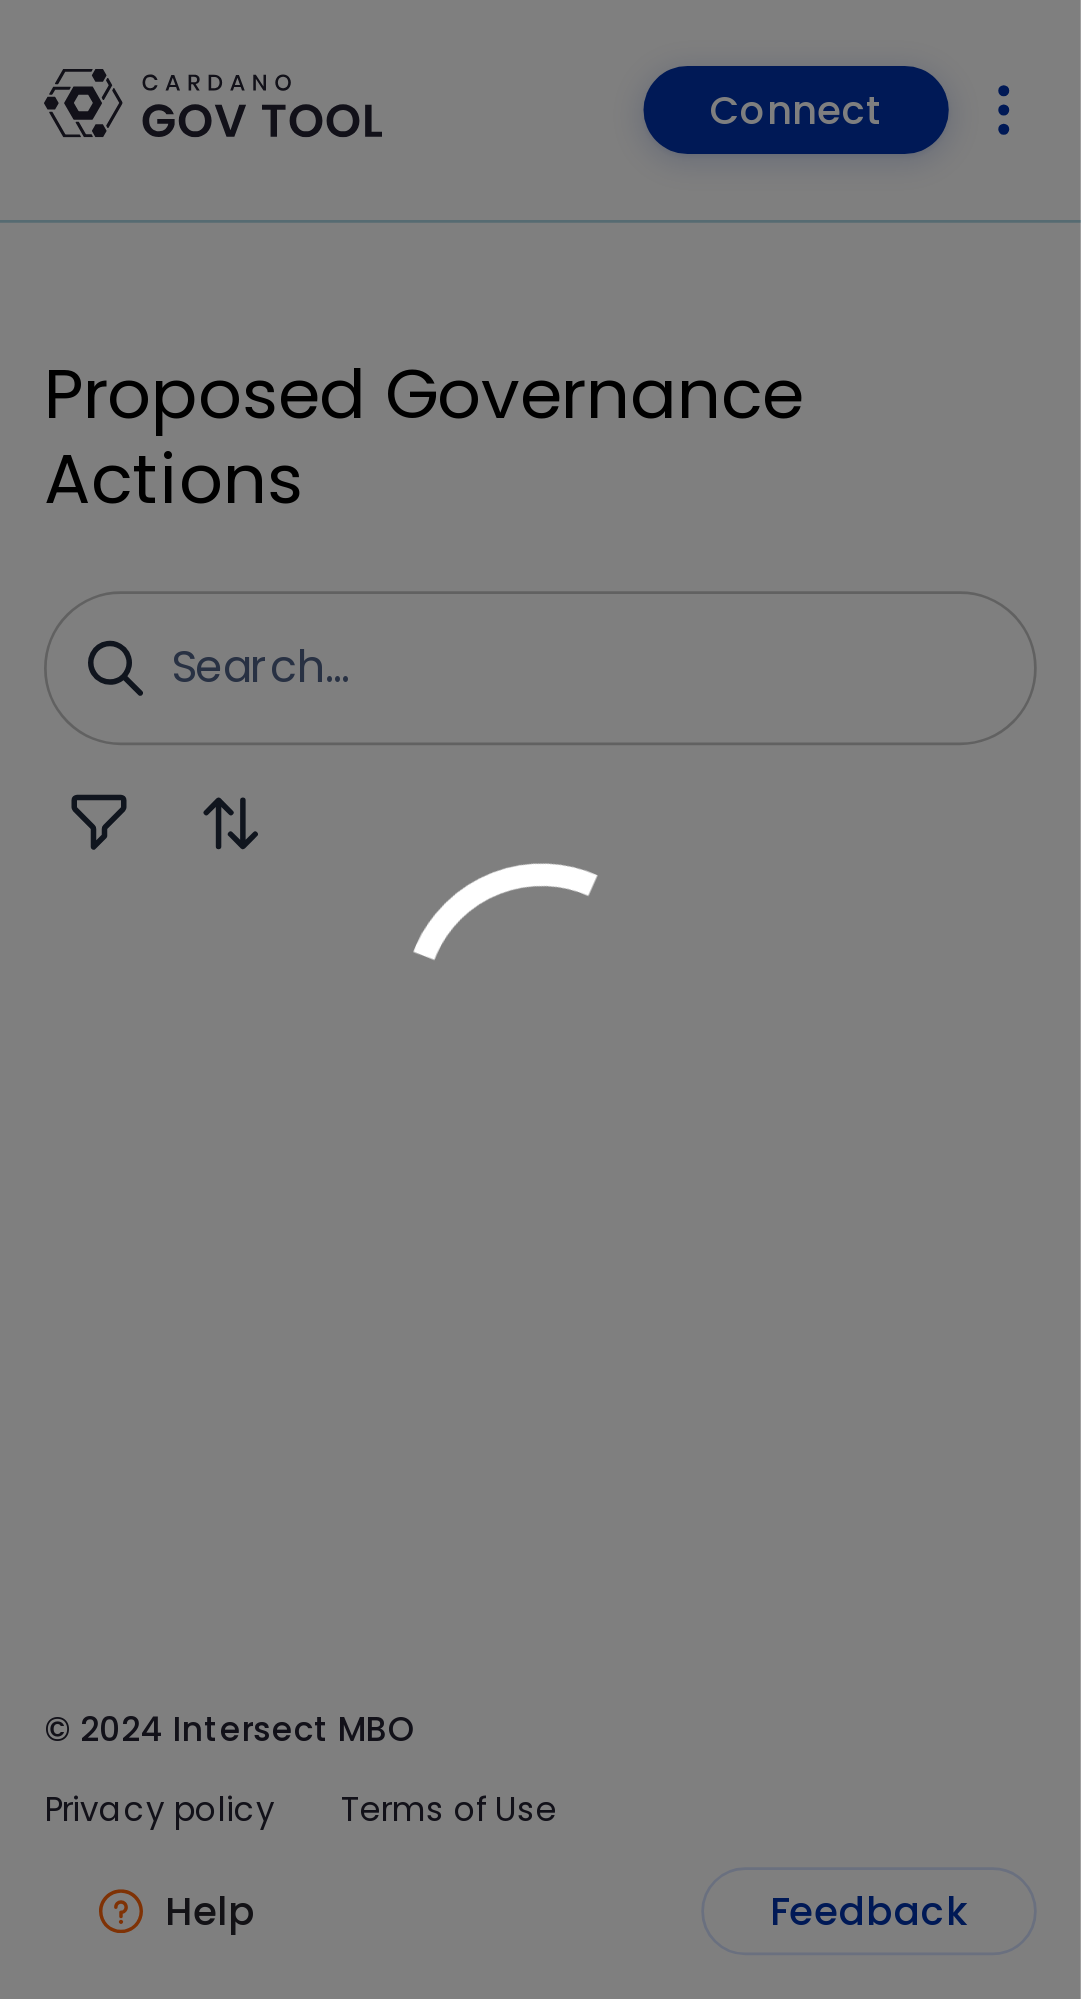 CARDANO
GOV TOOL
Connect
Proposed Governance
Actions
Search...
© 2024 Intersect MBO
Privacy policy Terms of Use
Help
Feedback